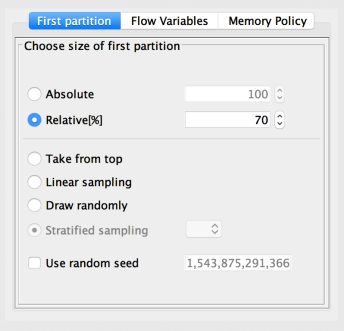 First partition Flow Variables Memory Policy
Choose size of first partition
Absolute 100
Relative[%] 70
Take from top
Linear sampling
Draw randomly
Stratified sampling
Use random seed 1,543,875,291,366